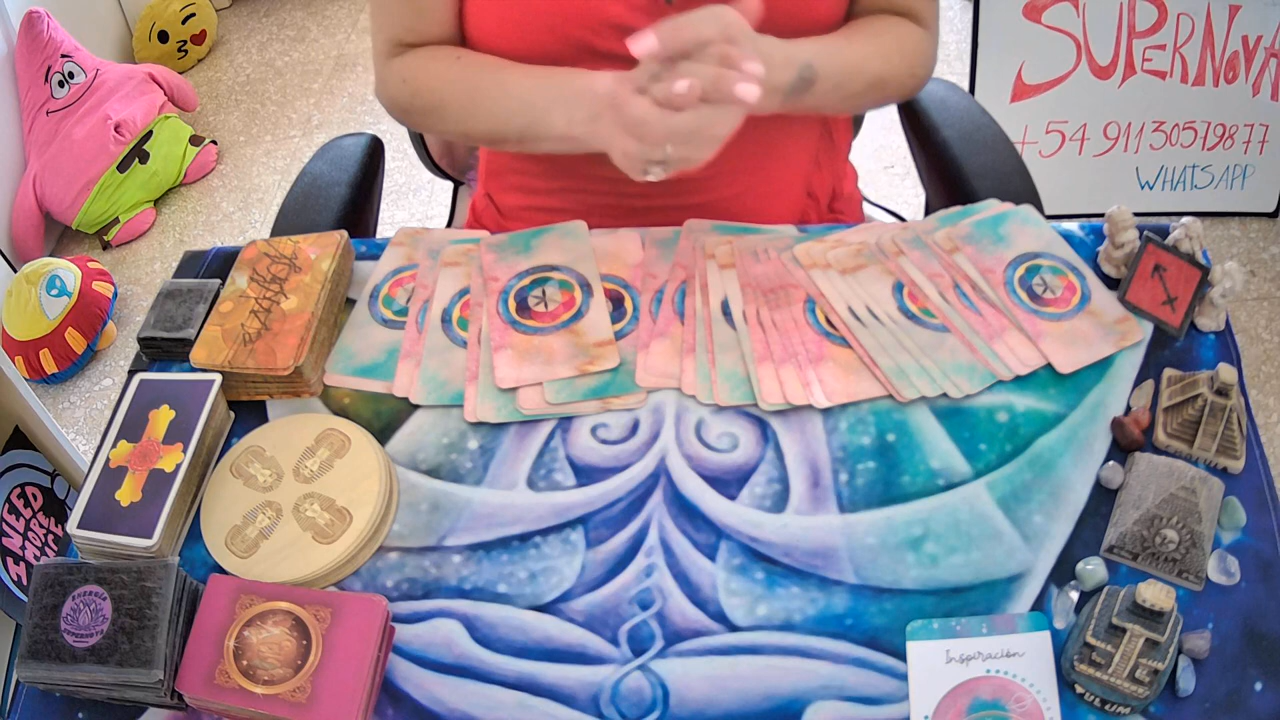 SUPERNOVA
+54 91130579877
WHATSAPP
I NEED
MORE
ENERGÍA
SUPERNOVA
Inspiración
TULUM